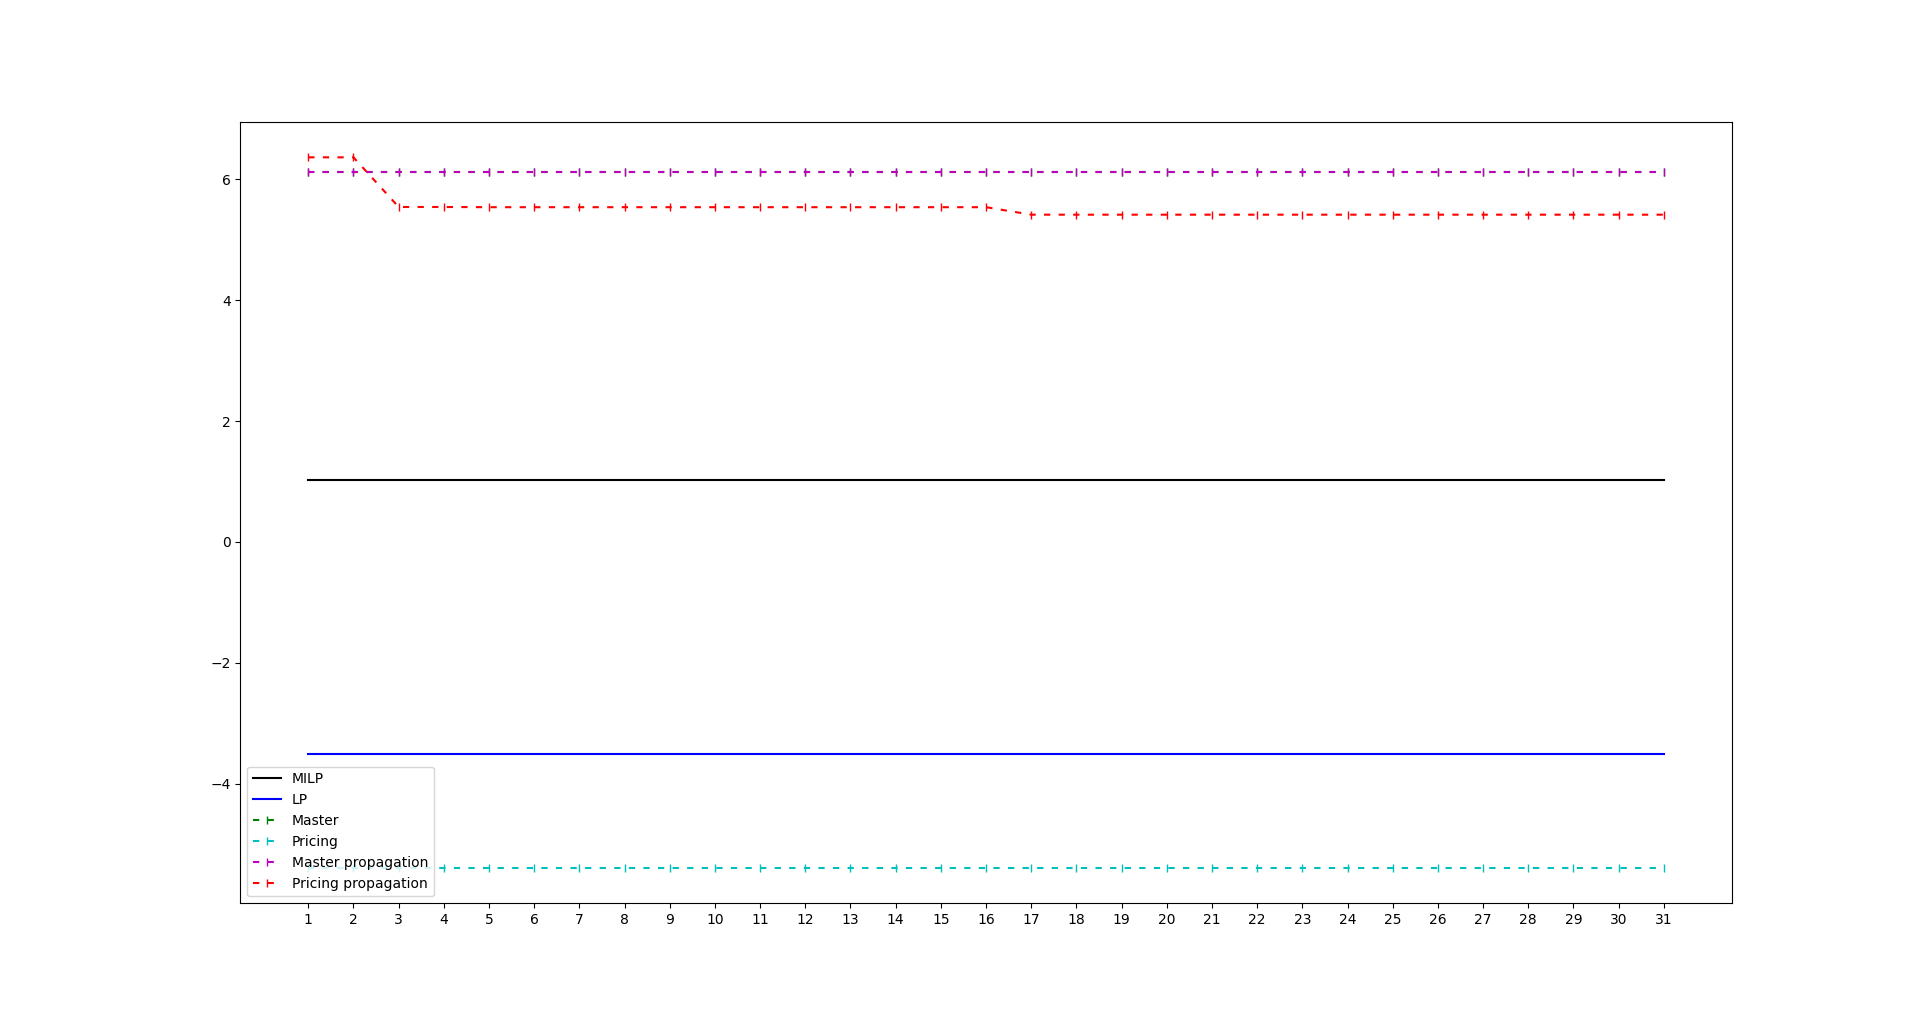 6
4
2
0
−2
−4
MILP
LP
Master
Pricing
Master propagation
Pricing propagation
1 2 3 4 5 6 7 8 9 10 11 12 13 14 15 16 17 18 19 20 21 22 23 24 25 26 27 28 29 30 31